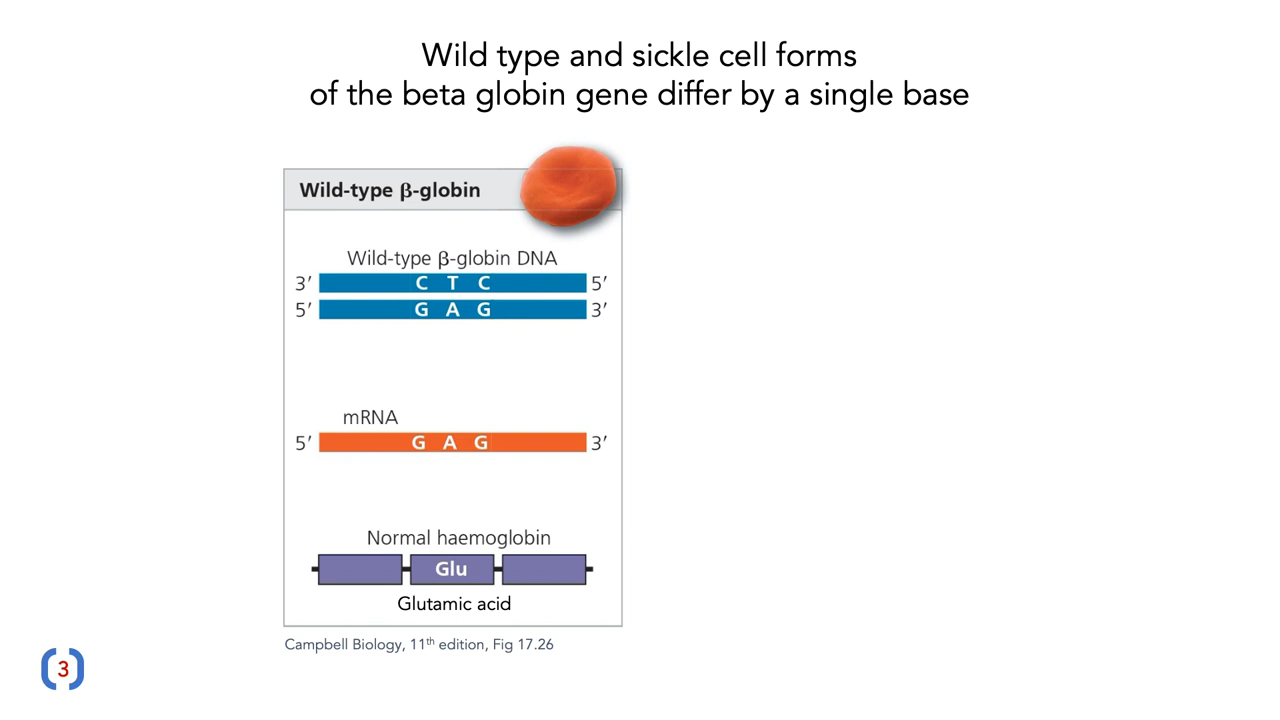 Wild type and sickle cell forms
of the beta globin gene differ by a single base
Wild-type β-globin
Wild-type β-globin DNA
3′ C T C 5′
5′ G A G 3′
mRNA
5′ G A G 3′
Normal haemoglobin
Glu
Glutamic acid
Campbell Biology, 11th edition, Fig 17.26
3